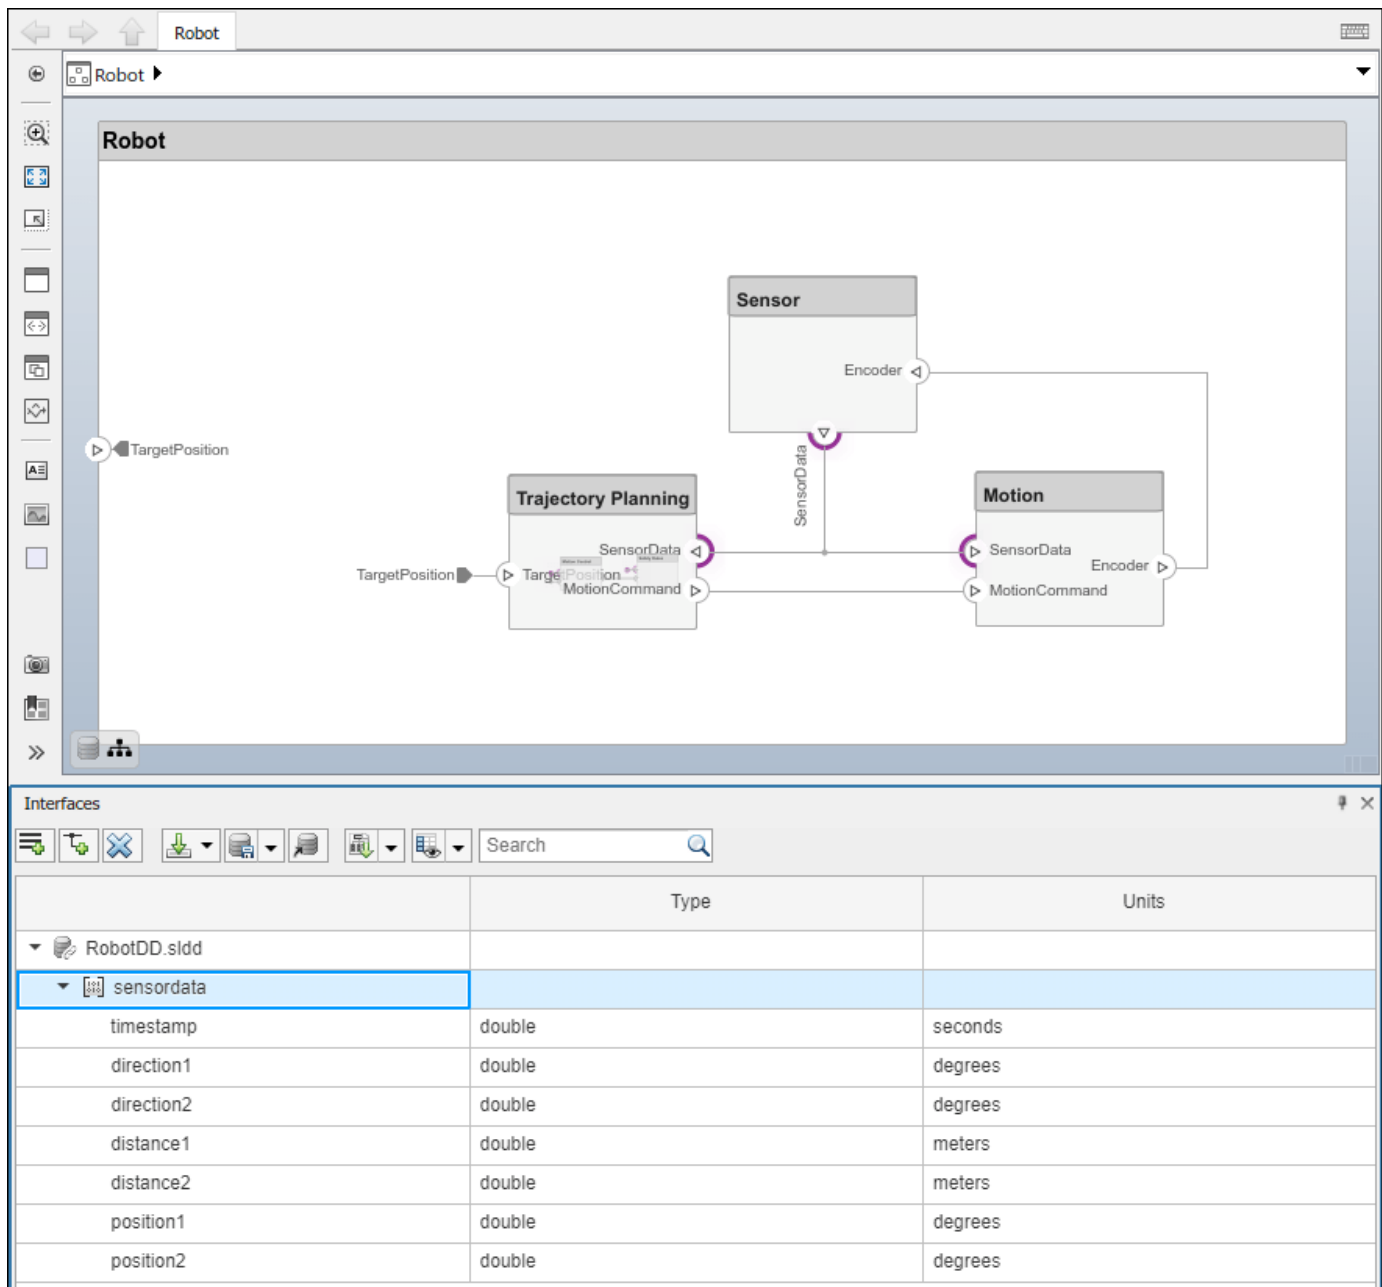 Robot
Robot
Robot
Sensor
Encoder
SensorData
TargetPosition
Trajectory Planning
SensorData
TargetPosition
TargetPosition
MotionCommand
Motion
SensorData
Encoder
MotionCommand
Interfaces
Search
Type Units
RobotDD.sldd
sensordata
timestamp double seconds
direction1 double degrees
direction2 double degrees
distance1 double meters
distance2 double meters
position1 double degrees
position2 double degrees